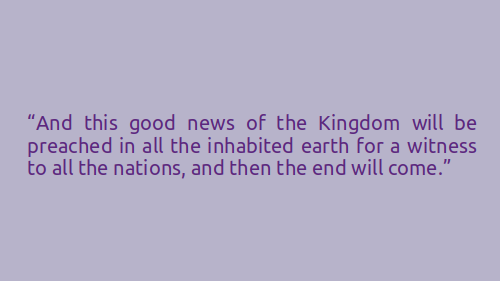 “And this good news of the Kingdom will be
preached in all the inhabited earth for a witness
to all the nations, and then the end will come.”